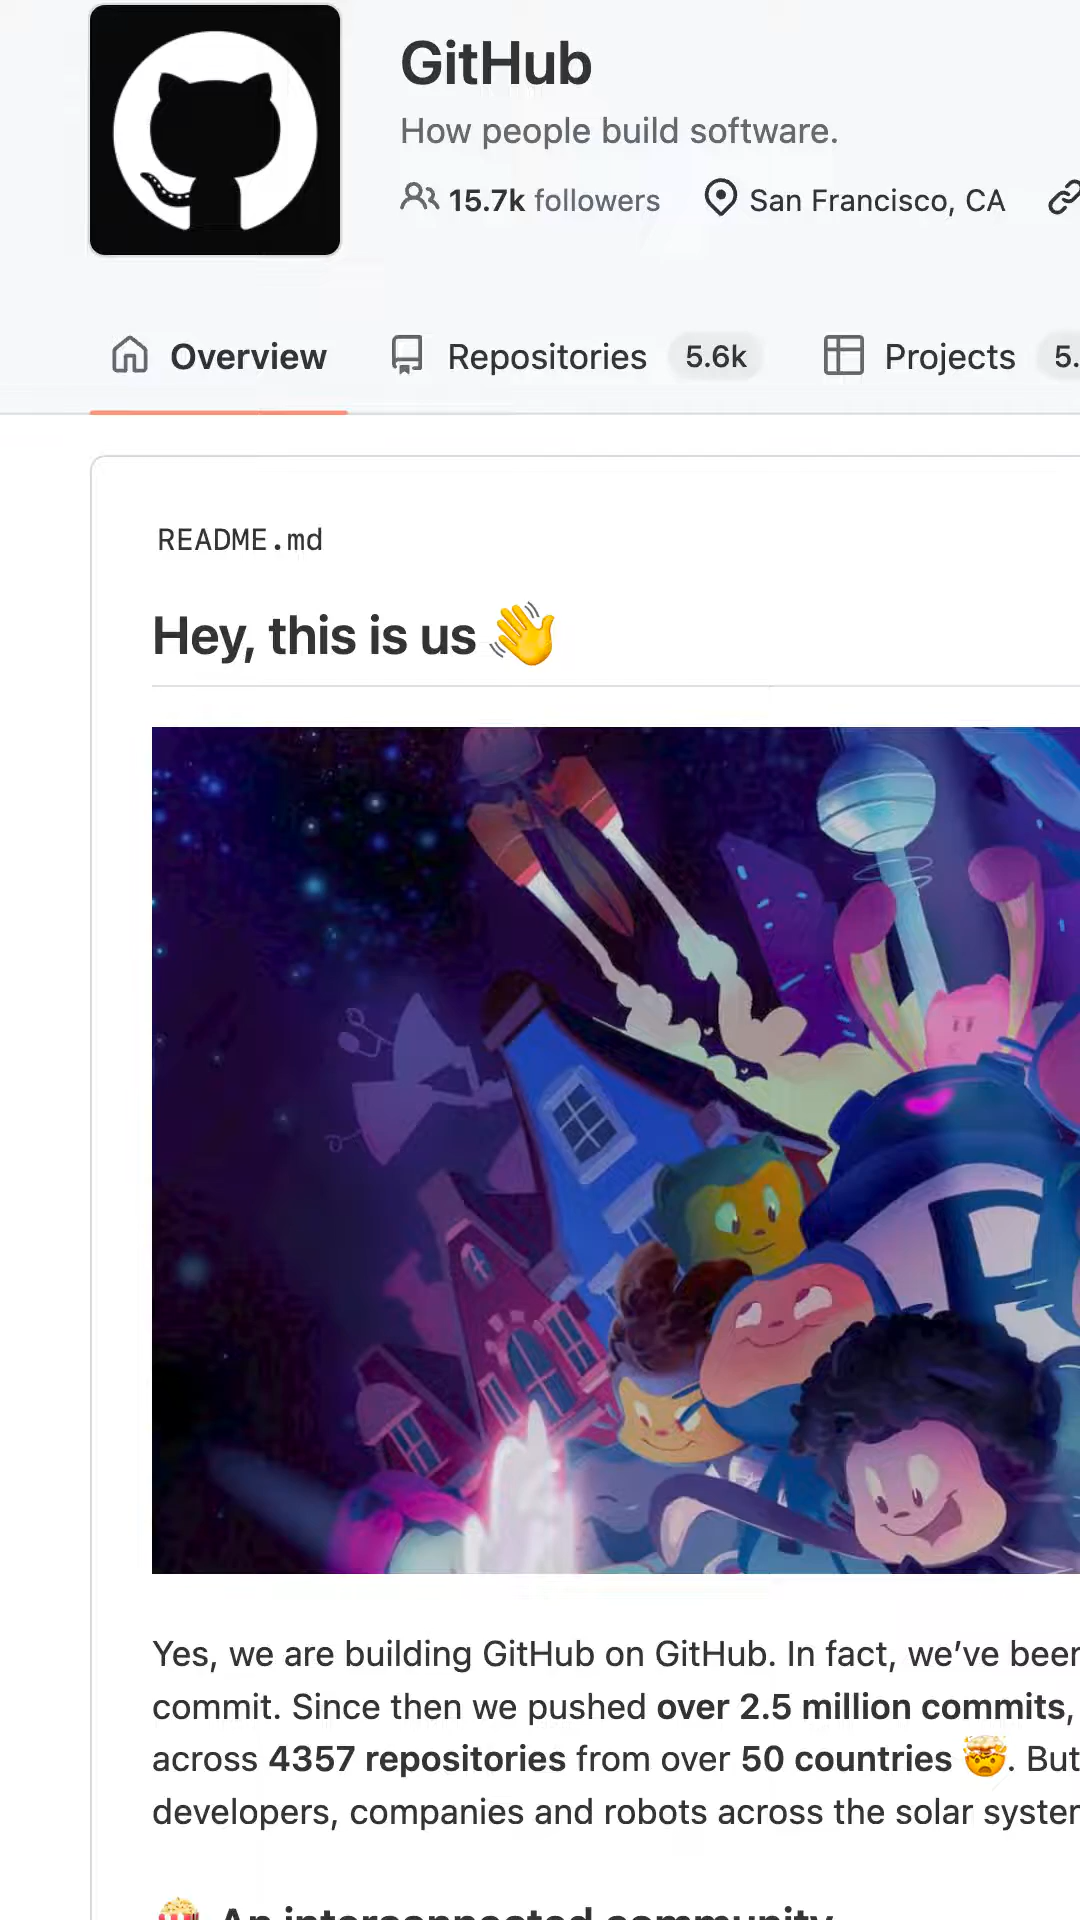 GitHub
How people build software.
15.7k followers San Francisco, CA
Overview Repositories 5.6k Projects
README.md
Hey, this is us 👋
Yes, we are building GitHub on GitHub. In fact, we’ve been
commit. Since then we pushed over 2.5 million commits,
across 4357 repositories from over 50 countries 🤯. But
developers, companies and robots across the solar system
🍿 An interconnected community